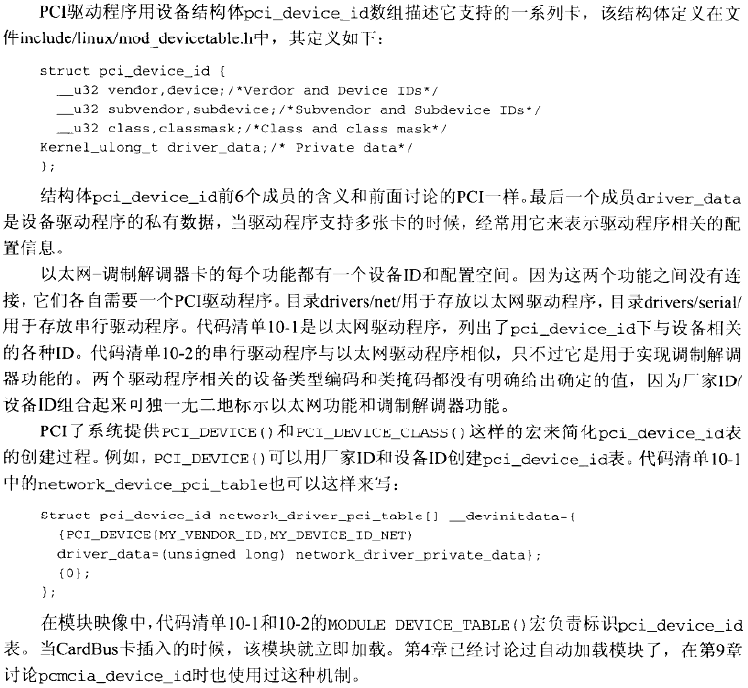 PCI驱动程序用设备结构体pci_device_id数组描述它支持的一系列卡，该结构体定义在文
件include/linux/mod_devicetable.h中，其定义如下：
struct pci_device_id {
__u32 vendor,device;/*Verdor and Device IDs*/
__u32 subvendor,subdevice;/*Subvendor and Subdevice IDs*/
__u32 class,classmask;/*Class and class mask*/
Kernel_ulong_t driver_data;/* Private data*/
};
结构体pci_device_id前6个成员的含义和前面讨论的PCI一样。最后一个成员driver_data
是设备驱动程序的私有数据，当驱动程序支持多张卡的时候，经常用它来表示驱动程序相关的配
置信息。
以太网-调制解调器卡的每个功能都有一个设备ID和配置空间。因为这两个功能之间没有连
接，它们各自需要一个PCI驱动程序。目录drivers/net/用于存放以太网驱动程序，目录drivers/serial/
用于存放串行驱动程序。代码清单10-1是以太网驱动程序，列出了pci_device_id下与设备相关
的各种ID。代码清单10-2的串行驱动程序与以太网驱动程序相似，只不过它是用于实现调制解调
器功能的。两个驱动程序相关的设备类型编码和类掩码都没有明确给出确定的值，因为厂家ID/
设备ID组合起来可独一无二地标示以太网功能和调制解调器功能。
PCI子系统提供PCI_DEVICE()和PCI_DEVICE_CLASS()这样的宏来简化pci_device_id表
的创建过程。例如，PCI_DEVICE()可以用厂家ID和设备ID创建pci_device_id表。代码清单10-1
中的network_device_pci_table也可以这样来写：
Struct pci_device_id network_driver_pci_table[] __devinitdata={
{PCI_DEVICE(MY_VENDOR_ID,MY_DEVICE_ID_NET)
driver_data=(unsigned long) network_driver_private_data};
{0};
};
在模块映像中，代码清单10-1和10-2的MODULE DEVICE_TABLE()宏负责标识pci_device_id
表。当CardBus卡插入的时候，该模块就立即加载。第4章已经讨论过自动加载模块了，在第9章
讨论pcmcia_device_id时也使用过这种机制。